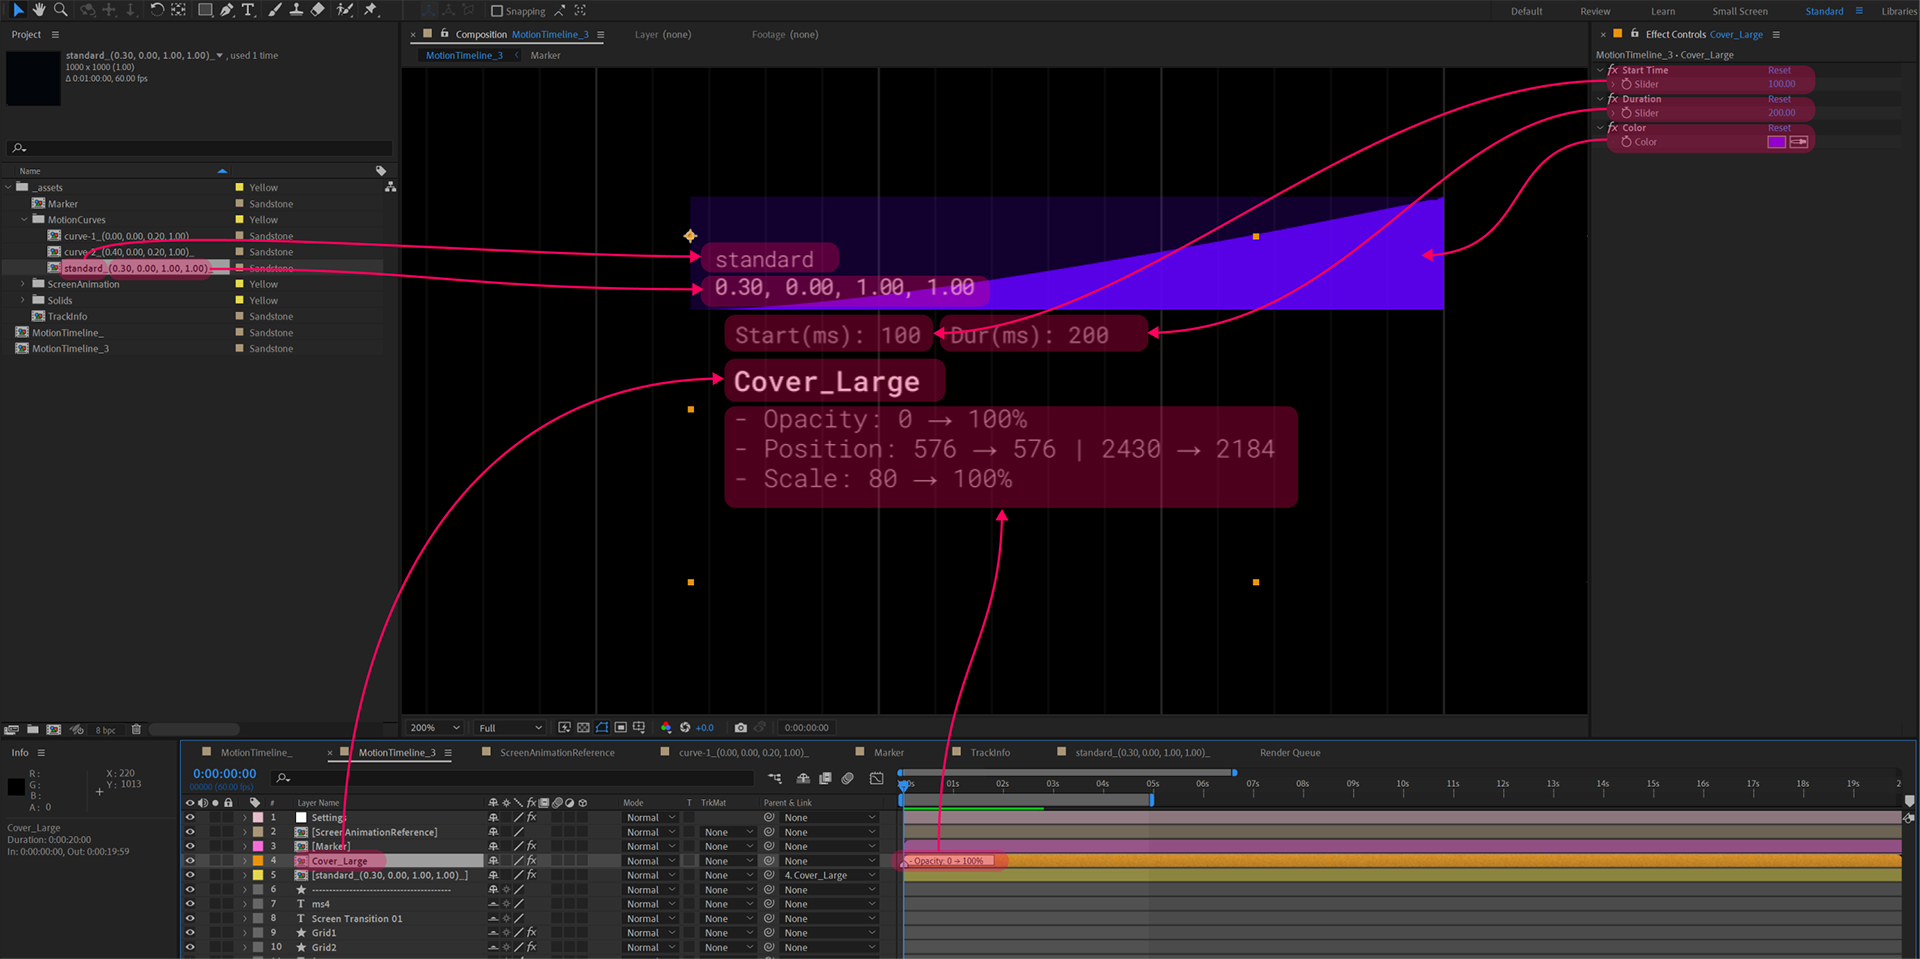 Snapping
Default
Review
Learn
Small Screen
Standard
Libraries
Project
standard_(0.30, 0.00, 1.00, 1.00)_ , used 1 time
1000 x 1000 (1.00)
Δ 0:01:00:00, 60.00 fps
Name
_assets Yellow
Marker Sandstone
MotionCurves Yellow
curve-1_(0.00, 0.00, 0.20, 1.00)_ Sandstone
curve-2_(0.40, 0.00, 0.20, 1.00)_ Sandstone
standard_(0.30, 0.00, 1.00, 1.00)_ Sandstone
ScreenAnimation Yellow
Solids Yellow
TrackInfo Sandstone
MotionTimeline_ Sandstone
MotionTimeline_3 Sandstone
8 bpc
Composition MotionTimeline_3
Layer (none)
Footage (none)
MotionTimeline_3 Marker
standard
0.30, 0.00, 1.00, 1.00
Start(ms): 100 Dur(ms): 200
Cover_Large
- Opacity: 0 → 100%
- Position: 576 → 576 | 2430 → 2184
- Scale: 80 → 100%
200% Full +0.0 0:00:00:00
Effect Controls Cover_Large
MotionTimeline_3 • Cover_Large
fx Start Time Reset
Slider 100.00
fx Duration Reset
Slider 200.00
fx Color Reset
Color
Info
R:
G:
B:
A: 0
X: 220
Y: 1013
Cover_Large
Duration: 0:00:20:00
In: 0:00:00:00, Out: 0:00:19:59
MotionTimeline_ MotionTimeline_3 ScreenAnimationReference curve-1_(0.00, 0.00, 0.20, 1.00)_ Marker TrackInfo standard_(0.30, 0.00, 1.00, 1.00)_ Render Queue
0:00:00:00
00000 (60.00 fps)
# Layer Name fx Mode T TrkMat Parent & Link
01s 02s 03s 04s 05s 06s 07s 08s 09s 10s 11s 12s 13s 14s 15s 16s 17s 18s 19s 2
1 Settings fx Normal None
2 [ScreenAnimationReference] Normal None None
3 [Marker] fx Normal None None
4 Cover_Large fx Normal None None - Opacity: 0 → 100%
5 [standard_(0.30, 0.00, 1.00, 1.00)_] fx Normal None 4. Cover_Large
6 ---------------------------------------- Normal None None
7 T ms4 Normal None None
8 T Screen Transition 01 Normal None None
9 Grid1 fx Normal None None
10 Grid2 fx Normal None None